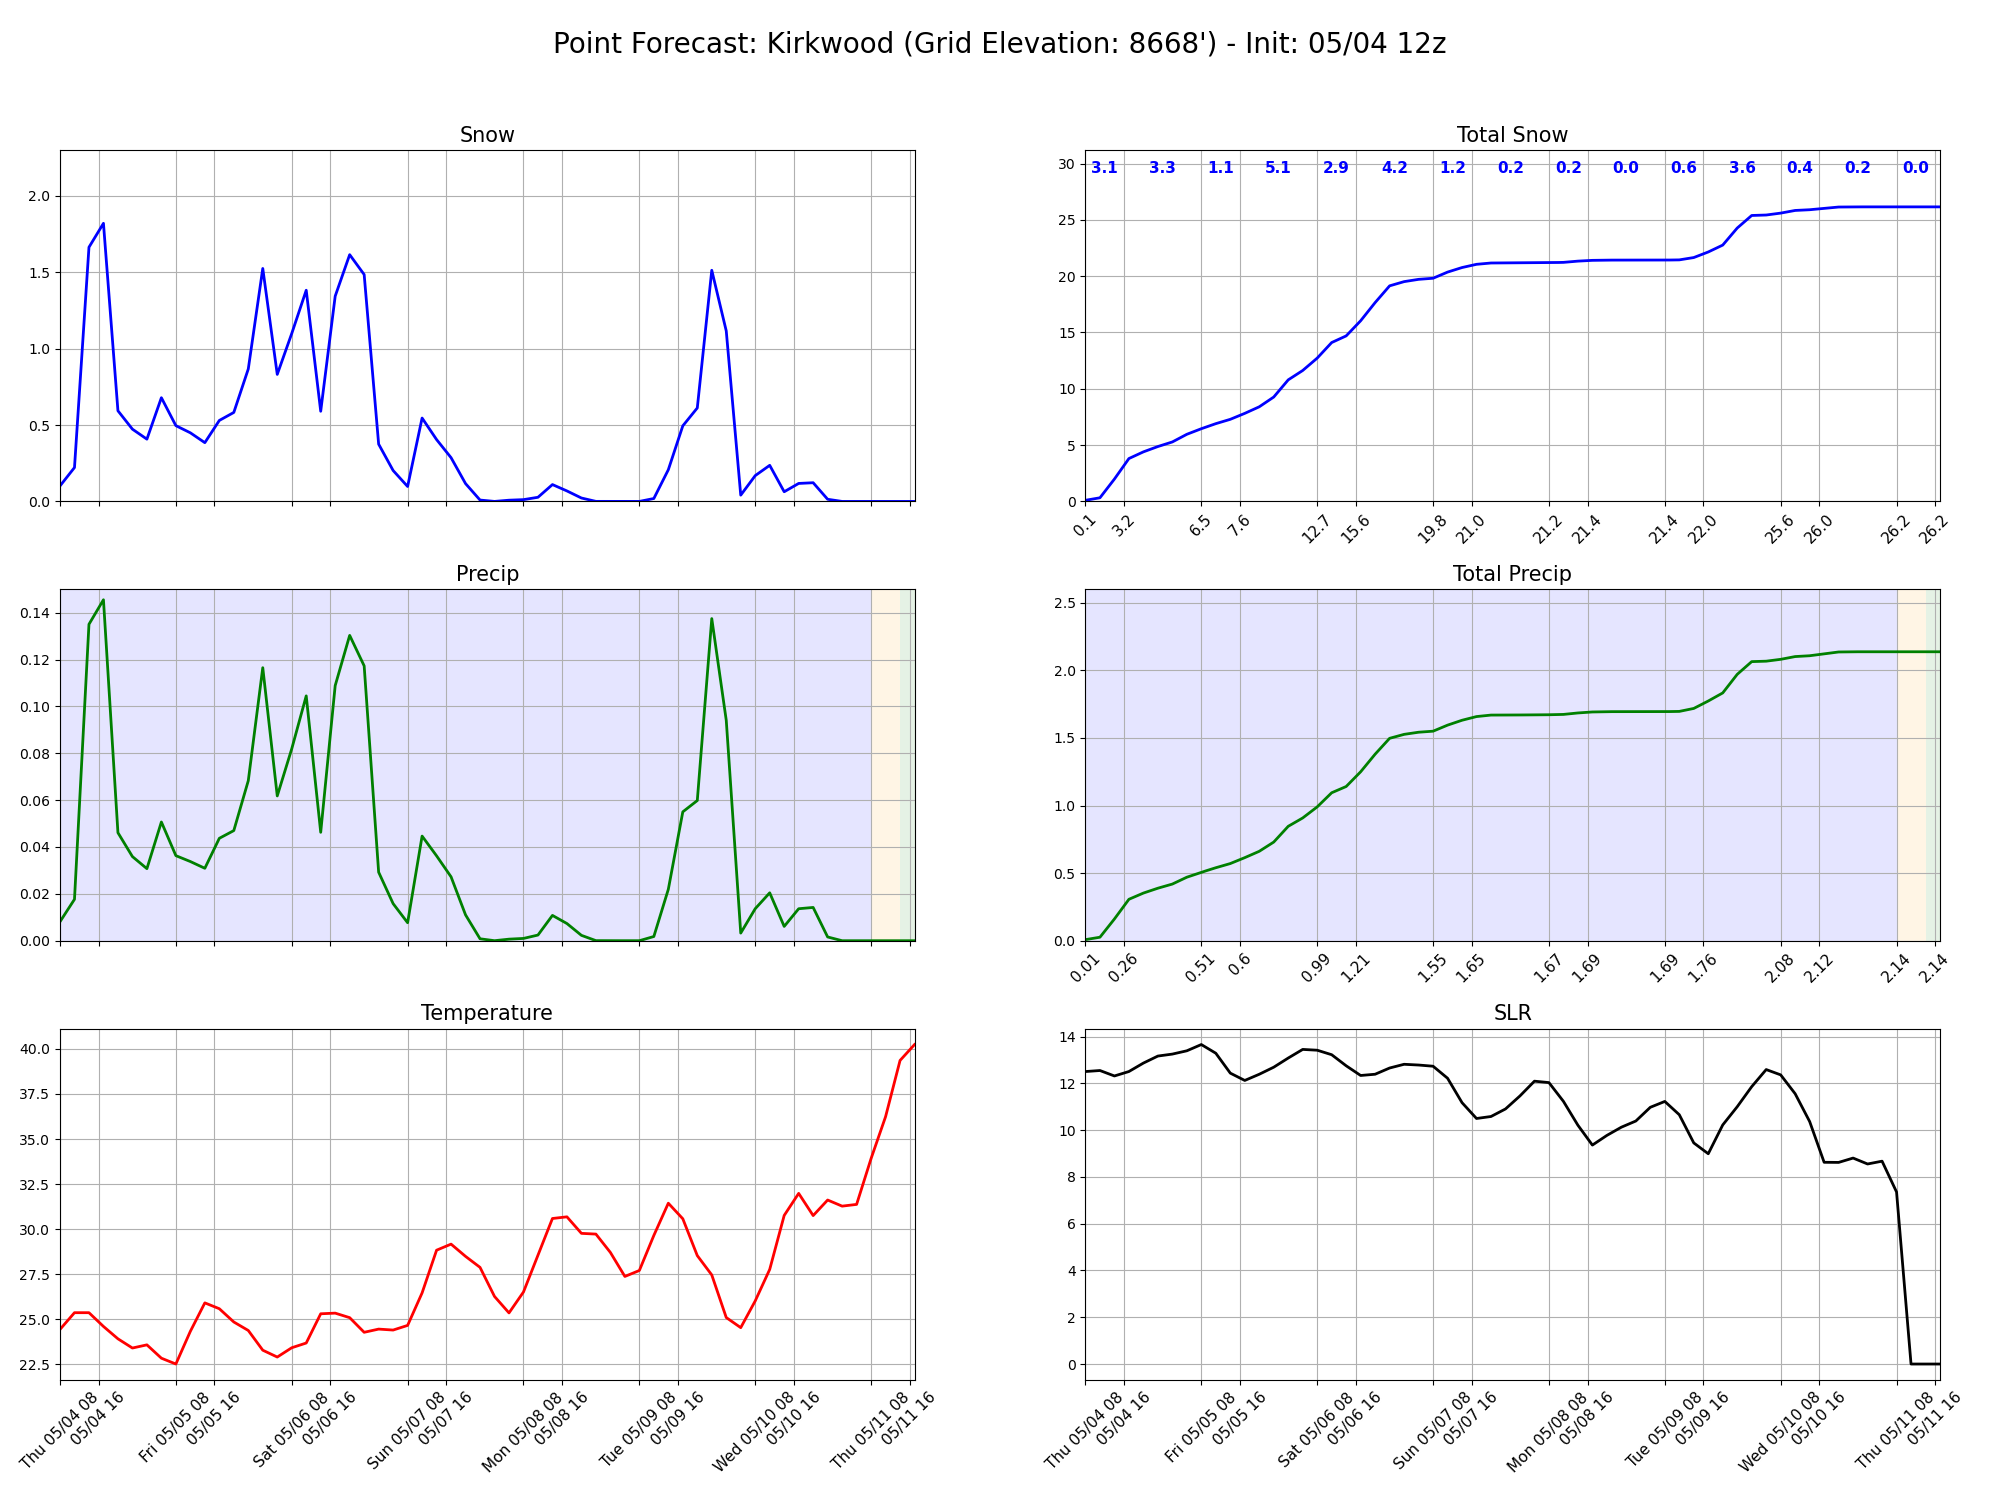 Point Forecast: Kirkwood (Grid Elevation: 8668') - Init: 05/04 12z
Snow
2.0
1.5
1.0
0.5
0.0
Total Snow
3.1 3.3 1.1 5.1 2.9 4.2 1.2 0.2 0.2 0.0 0.6 3.6 0.4 0.2 0.0
30
25
20
15
10
5
0
0.1 3.2 6.5 7.6 12.7 15.6 19.8 21.0 21.2 21.4 21.4 22.0 25.6 26.0 26.2 26.2
Precip
0.14
0.12
0.10
0.08
0.06
0.04
0.02
0.00
Total Precip
2.5
2.0
1.5
1.0
0.5
0.0
0.01 0.26 0.51 0.6 0.99 1.21 1.55 1.65 1.67 1.69 1.69 1.76 2.08 2.12 2.14 2.14
Temperature
40.0
37.5
35.0
32.5
30.0
27.5
25.0
22.5
Thu 05/04 08
05/04 16
Fri 05/05 08
05/05 16
Sat 05/06 08
05/06 16
Sun 05/07 08
05/07 16
Mon 05/08 08
05/08 16
Tue 05/09 08
05/09 16
Wed 05/10 08
05/10 16
Thu 05/11 08
05/11 16
SLR
14
12
10
8
6
4
2
0
Thu 05/04 08
05/04 16
Fri 05/05 08
05/05 16
Sat 05/06 08
05/06 16
Sun 05/07 08
05/07 16
Mon 05/08 08
05/08 16
Tue 05/09 08
05/09 16
Wed 05/10 08
05/10 16
Thu 05/11 08
05/11 16